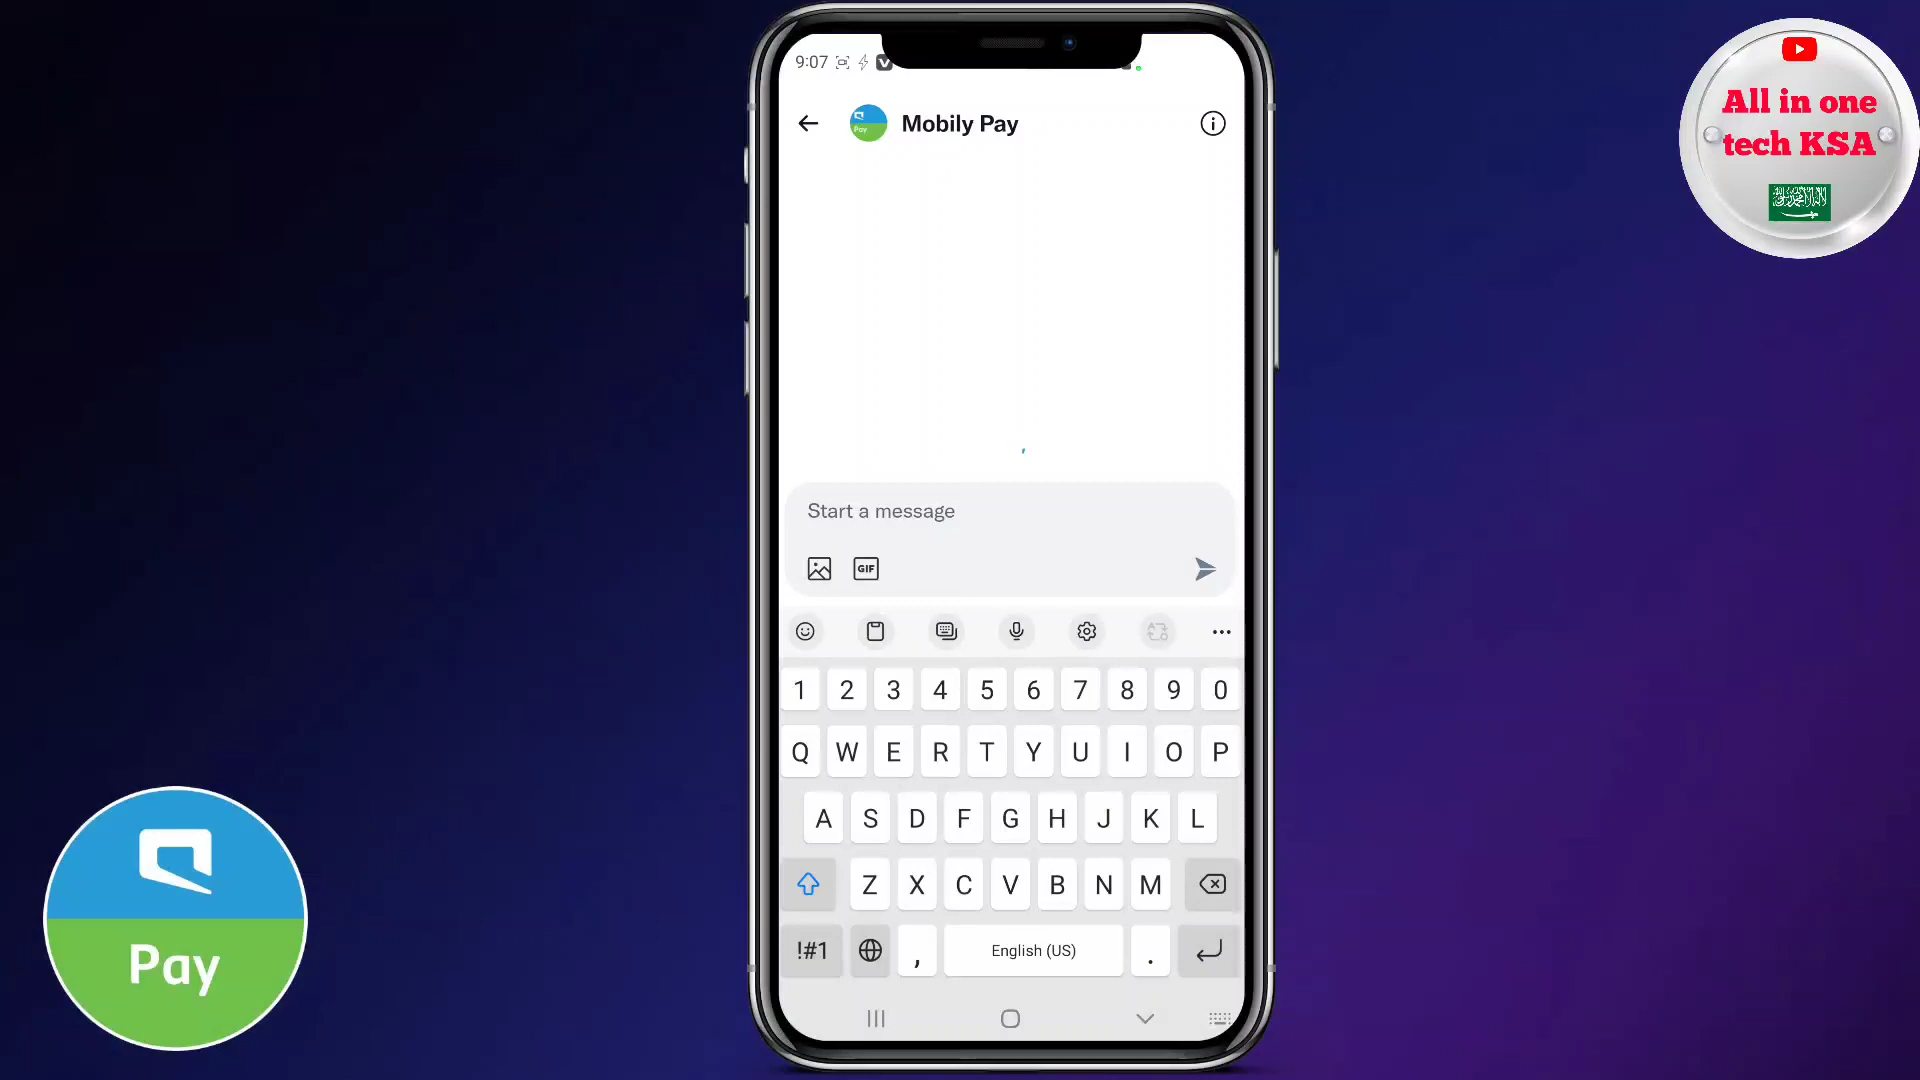 9:07
Mobily Pay
Pay
Start a message
GIF
1 2 3 4 5 6 7 8 9 0
Q W E R T Y U I O P
A S D F G H J K L
Z X C V B N M
!#1 , English (US) .
All in one
tech KSA
Pay